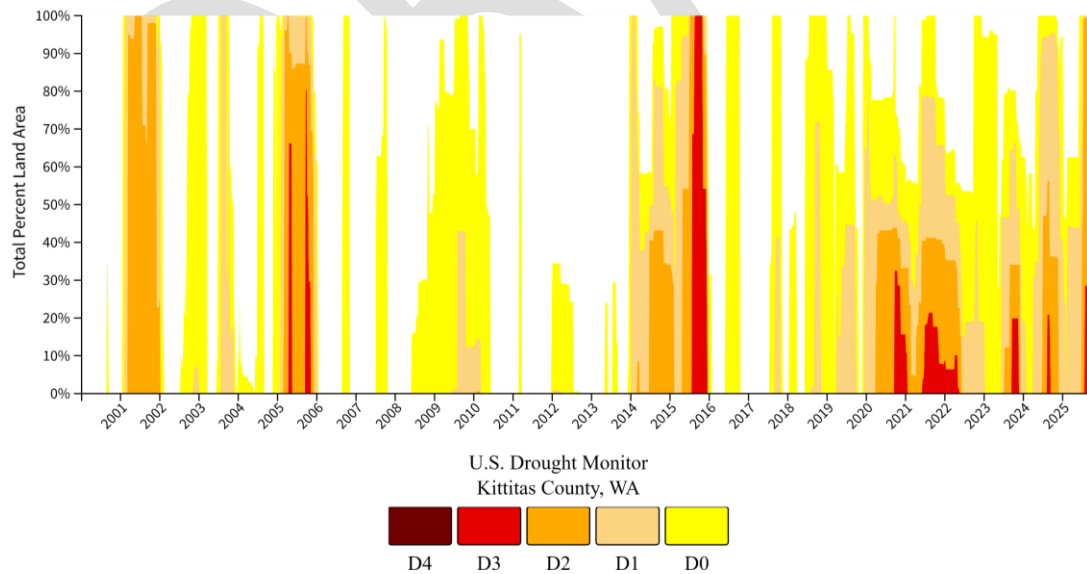 Total Percent Land Area
100%
90%
80%
70%
60%
50%
40%
30%
20%
10%
0%
2001 2002 2003 2004 2005 2006 2007 2008 2009 2010 2011 2012 2013 2014 2015 2016 2017 2018 2019 2020 2021 2022 2023 2024 2025
U.S. Drought Monitor
Kittitas County, WA
D4 D3 D2 D1 D0